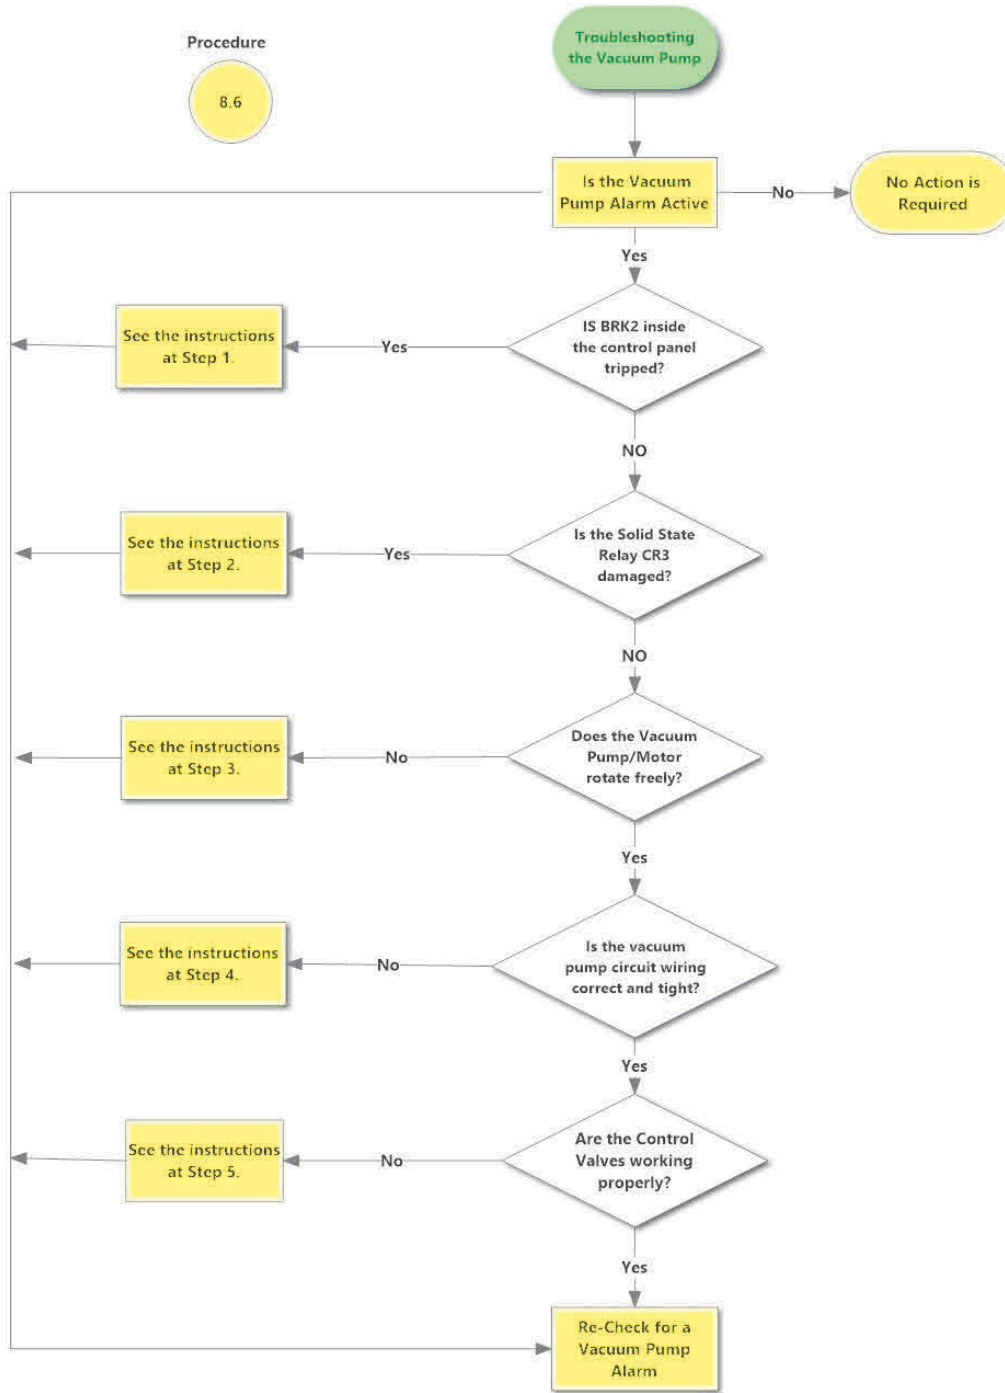 Procedure
8.6
Troubleshooting
the Vacuum Pump
Is the Vacuum
Pump Alarm Active
No
No Action is
Required
Yes
IS BRK2 inside
the control panel
tripped?
Yes
See the instructions
at Step 1.
NO
Is the Solid State
Relay CR3
damaged?
Yes
See the instructions
at Step 2.
NO
Does the Vacuum
Pump/Motor
rotate freely?
No
See the instructions
at Step 3.
Yes
Is the vacuum
pump circuit wiring
correct and tight?
No
See the instructions
at Step 4.
Yes
Are the Control
Valves working
properly?
No
See the instructions
at Step 5.
Yes
Re-Check for a
Vacuum Pump
Alarm